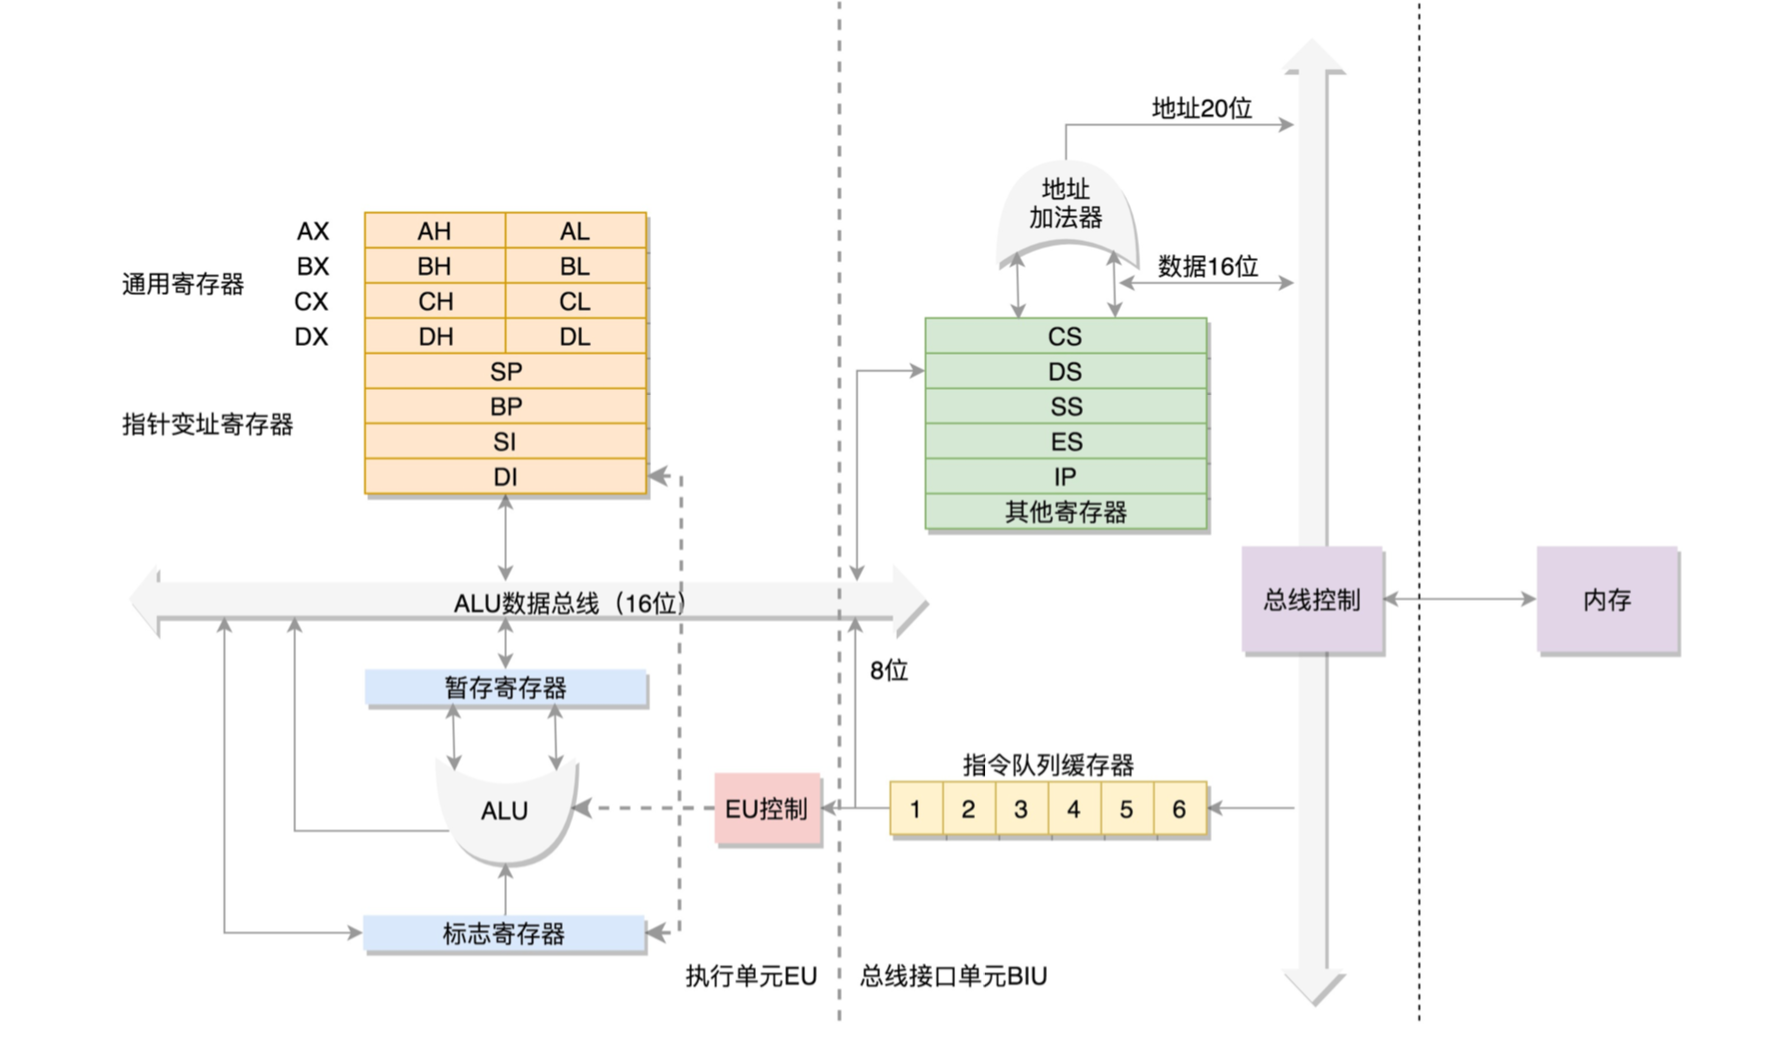 地址20位
地址
加法器
数据16位
通用寄存器
AX AH AL
BX BH BL
CX CH CL
DX DH DL
指针变址寄存器
SP
BP
SI
DI
CS
DS
SS
ES
IP
其他寄存器
ALU数据总线（16位）
总线控制
内存
8位
暂存寄存器
指令队列缓存器
ALU
EU控制
1 2 3 4 5 6
标志寄存器
执行单元EU
总线接口单元BIU